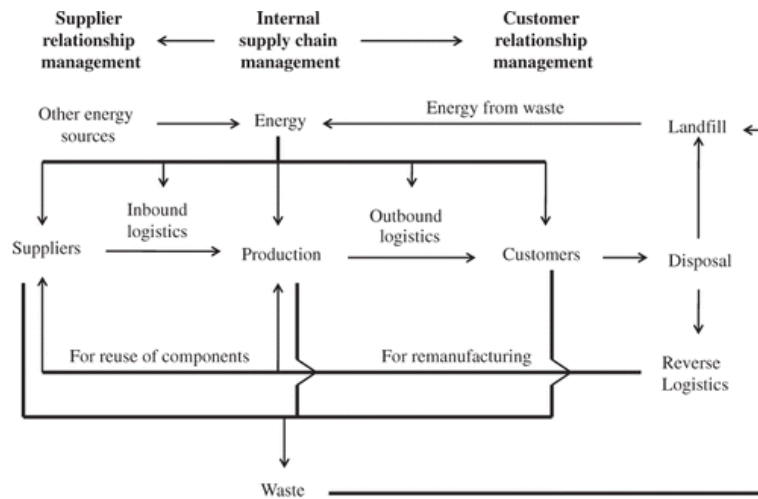 Supplier
relationship
management
Internal
supply chain
management
Customer
relationship
management
Other energy
sources
Energy
Energy from waste
Landfill
Inbound
logistics
Outbound
logistics
Suppliers
Production
Customers
Disposal
For reuse of components
For remanufacturing
Reverse
Logistics
Waste